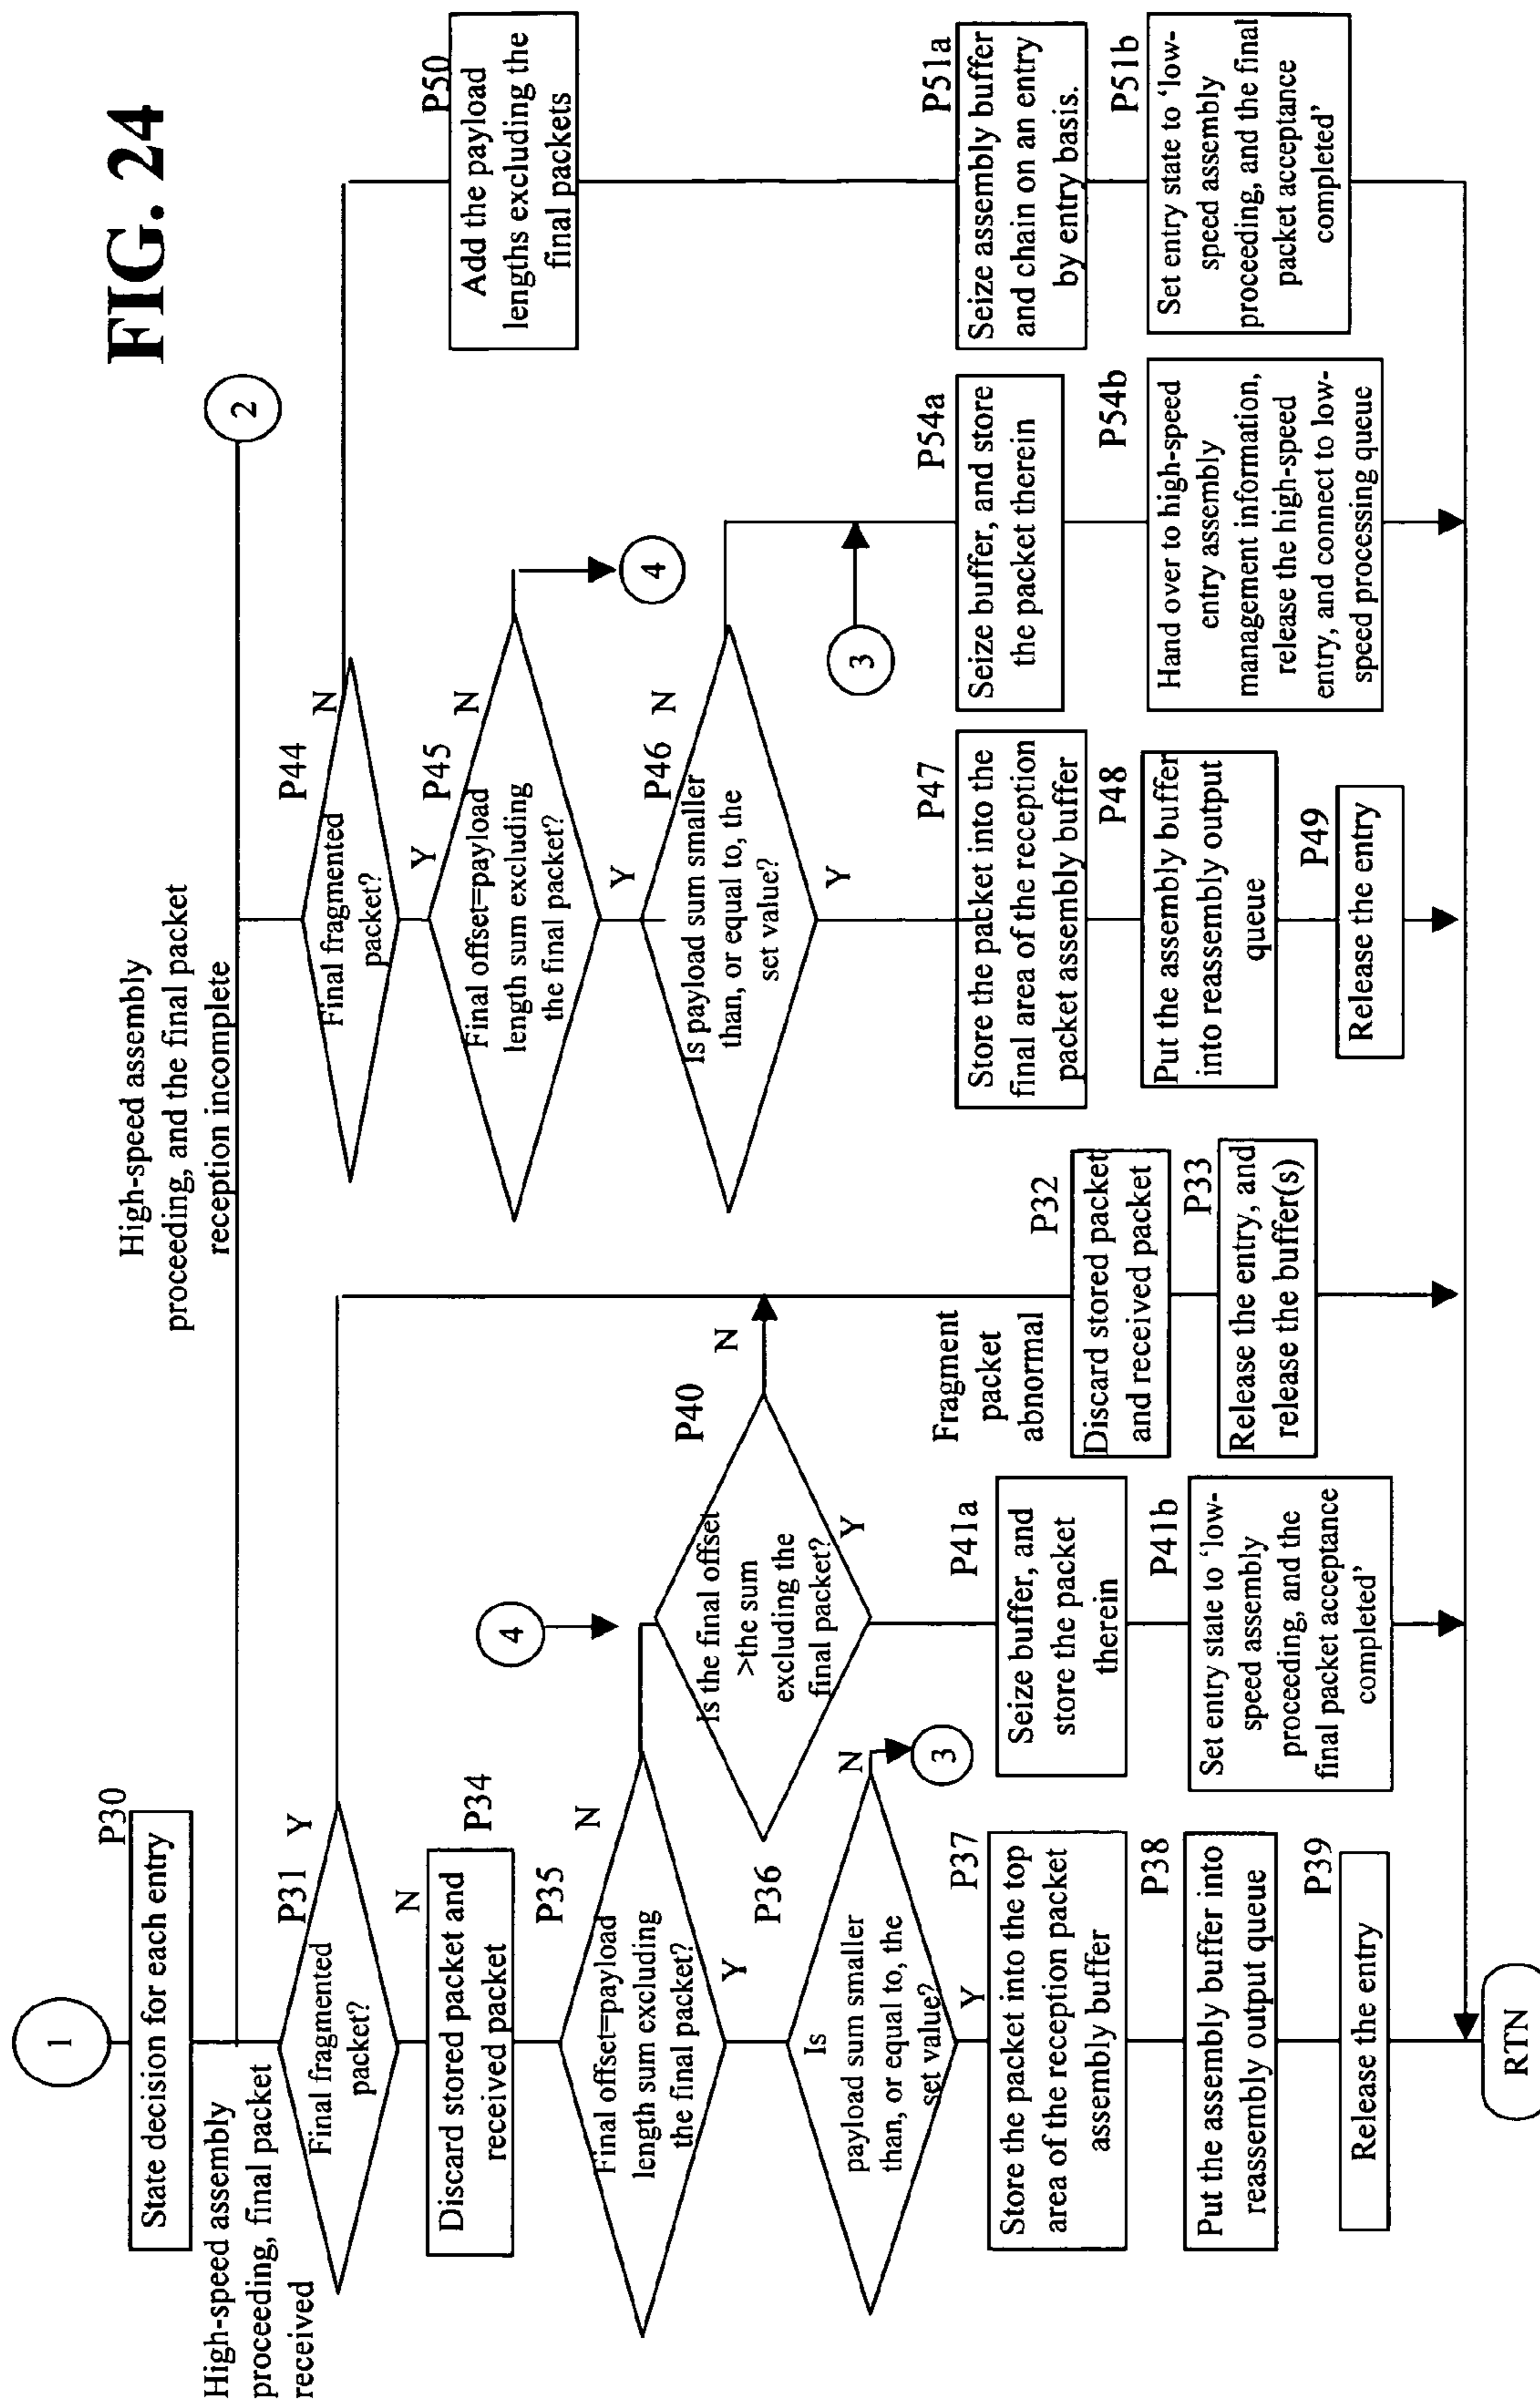 FIG. 24
1
P30
State decision for each entry
High-speed assembly
proceeding, final packet
received
High-speed assembly
proceeding, and the final packet
reception incomplete
2
P31
Y
Final fragmented
packet?
N
P34
Discard stored packet and
received packet
P35
N
Final offset=payload
length sum excluding
the final packet?
Y
P36
N
Is
payload sum smaller
than, or equal to, the
set value?
Y
3
P37
Store the packet into the top
area of the reception packet
assembly buffer
P38
Put the assembly buffer into
reassembly output queue
P39
Release the entry
RTN
4
P40
N
Is the final offset
>the sum
excluding the
final packet?
Y
P41a
Seize buffer, and
store the packet
therein
P41b
Set entry state to ‘low-
speed assembly
proceeding, and the
final packet acceptance
completed’
Fragment
packet
abnormal
P32
Discard stored packet
and received packet
P33
Release the entry, and
release the buffer(s)
P44
N
Final fragmented
packet?
Y
P45
N
Final offset=payload
length sum excluding
the final packet?
Y
4
P46
N
Is payload sum smaller
than, or equal to, the
set value?
Y
P47
Store the packet into the
final area of the reception
packet assembly buffer
P48
Put the assembly buffer
into reassembly output
queue
P49
Release the entry
3
P54a
Seize buffer, and store
the packet therein
P54b
Hand over to high-speed
entry assembly
management information,
release the high-speed
entry, and connect to low-
speed processing queue
P50
Add the payload
lengths excluding the
final packets
P51a
Seize assembly buffer
and chain on an entry
by entry basis.
P51b
Set entry state to ‘low-
speed assembly
proceeding, and the final
packet acceptance
completed’